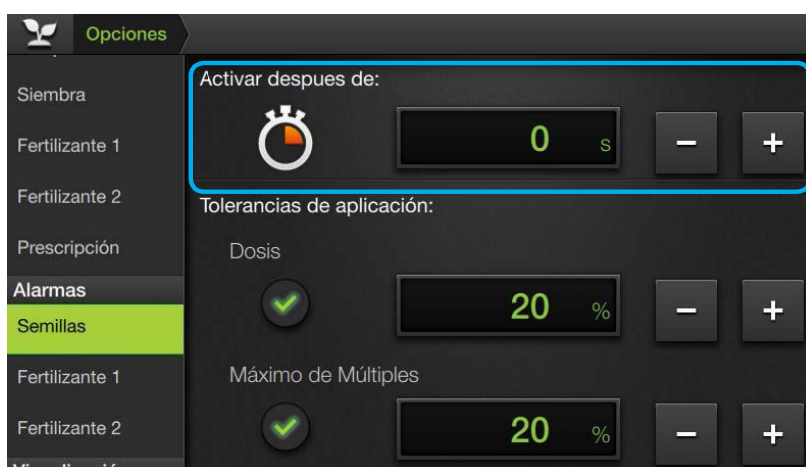 Opciones
Siembra
Fertilizante 1
Fertilizante 2
Prescripción
Alarmas
Semillas
Fertilizante 1
Fertilizante 2
Activar despues de:
0 s
− +
Tolerancias de aplicación:
Dosis
20 %
− +
Máximo de Múltiples
20 %
− +